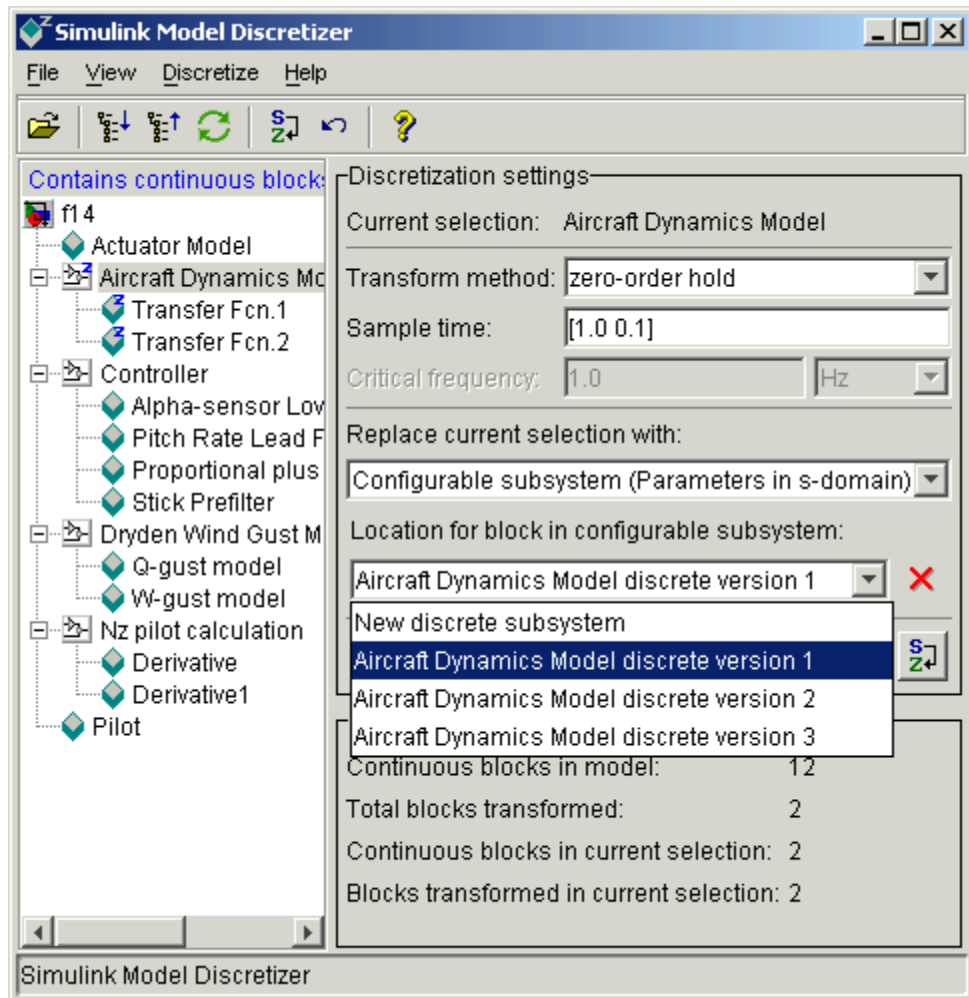 Simulink Model Discretizer
File View Discretize Help
Contains continuous block
f14
Actuator Model
Aircraft Dynamics Mo
Transfer Fcn.1
Transfer Fcn.2
Controller
Alpha-sensor Lov
Pitch Rate Lead F
Proportional plus
Stick Prefilter
Dryden Wind Gust M
Q-gust model
W-gust model
Nz pilot calculation
Derivative
Derivative1
Pilot
Discretization settings
Current selection: Aircraft Dynamics Model
Transform method: zero-order hold
Sample time: [1.0 0.1]
Critical frequency: 1.0 Hz
Replace current selection with:
Configurable subsystem (Parameters in s-domain)
Location for block in configurable subsystem:
Aircraft Dynamics Model discrete version 1
New discrete subsystem
Aircraft Dynamics Model discrete version 1
Aircraft Dynamics Model discrete version 2
Aircraft Dynamics Model discrete version 3
S
Z
Continuous blocks in model: 12
Total blocks transformed: 2
Continuous blocks in current selection: 2
Blocks transformed in current selection: 2
Simulink Model Discretizer